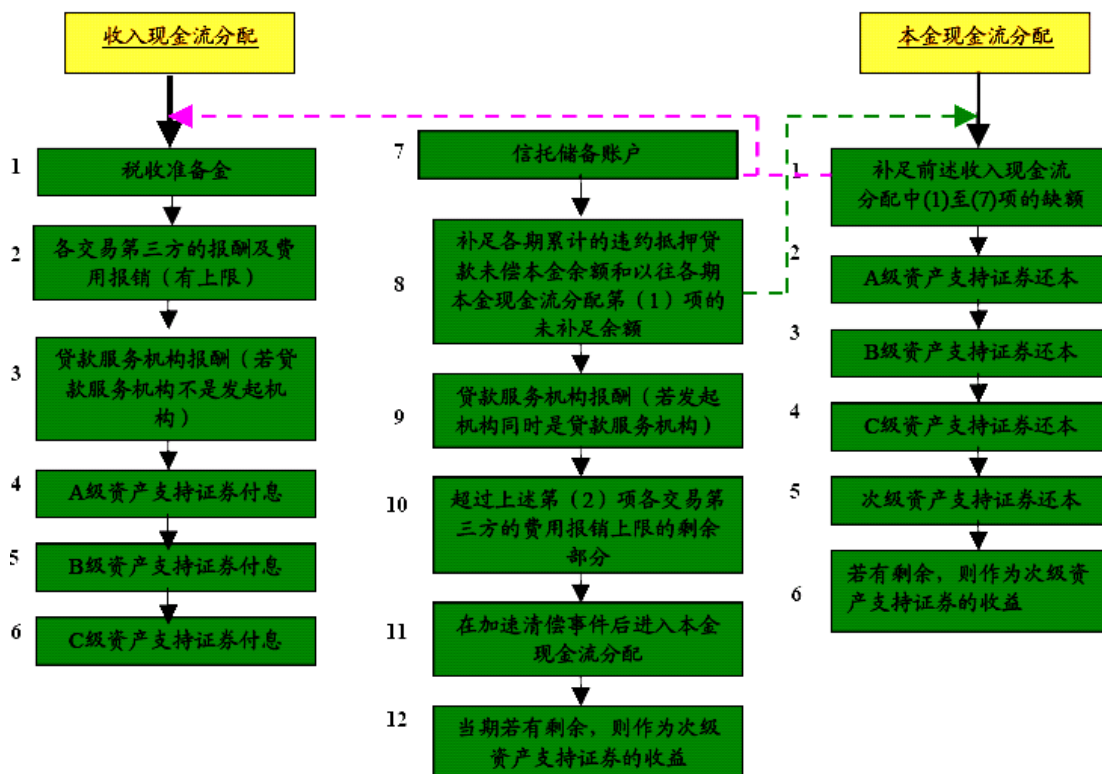 收入现金流分配
1
税收准备金
2
各交易第三方的报酬及费
用报销（有上限）
3
贷款服务机构报酬（若贷
款服务机构不是发起机
构）
4
A级资产支持证券付息
5
B级资产支持证券付息
6
C级资产支持证券付息
7
信托储备账户
8
补足各期累计的违约抵押贷
款未偿本金余额和以往各期
本金现金流分配第（1）项的
未补足余额
9
贷款服务机构报酬（若发起
机构同时是贷款服务机构）
10
超过上述第（2）项各交易第
三方的费用报销上限的剩余
部分
11
在加速清偿事件后进入本金
现金流分配
12
当期若有剩余，则作为次级
资产支持证券的收益
本金现金流分配
1
补足前述收入现金流
分配中(1)至(7)项的缺额
2
A级资产支持证券还本
3
B级资产支持证券还本
4
C级资产支持证券还本
5
次级资产支持证券还本
6
若有剩余，则作为次级资
产支持证券的收益